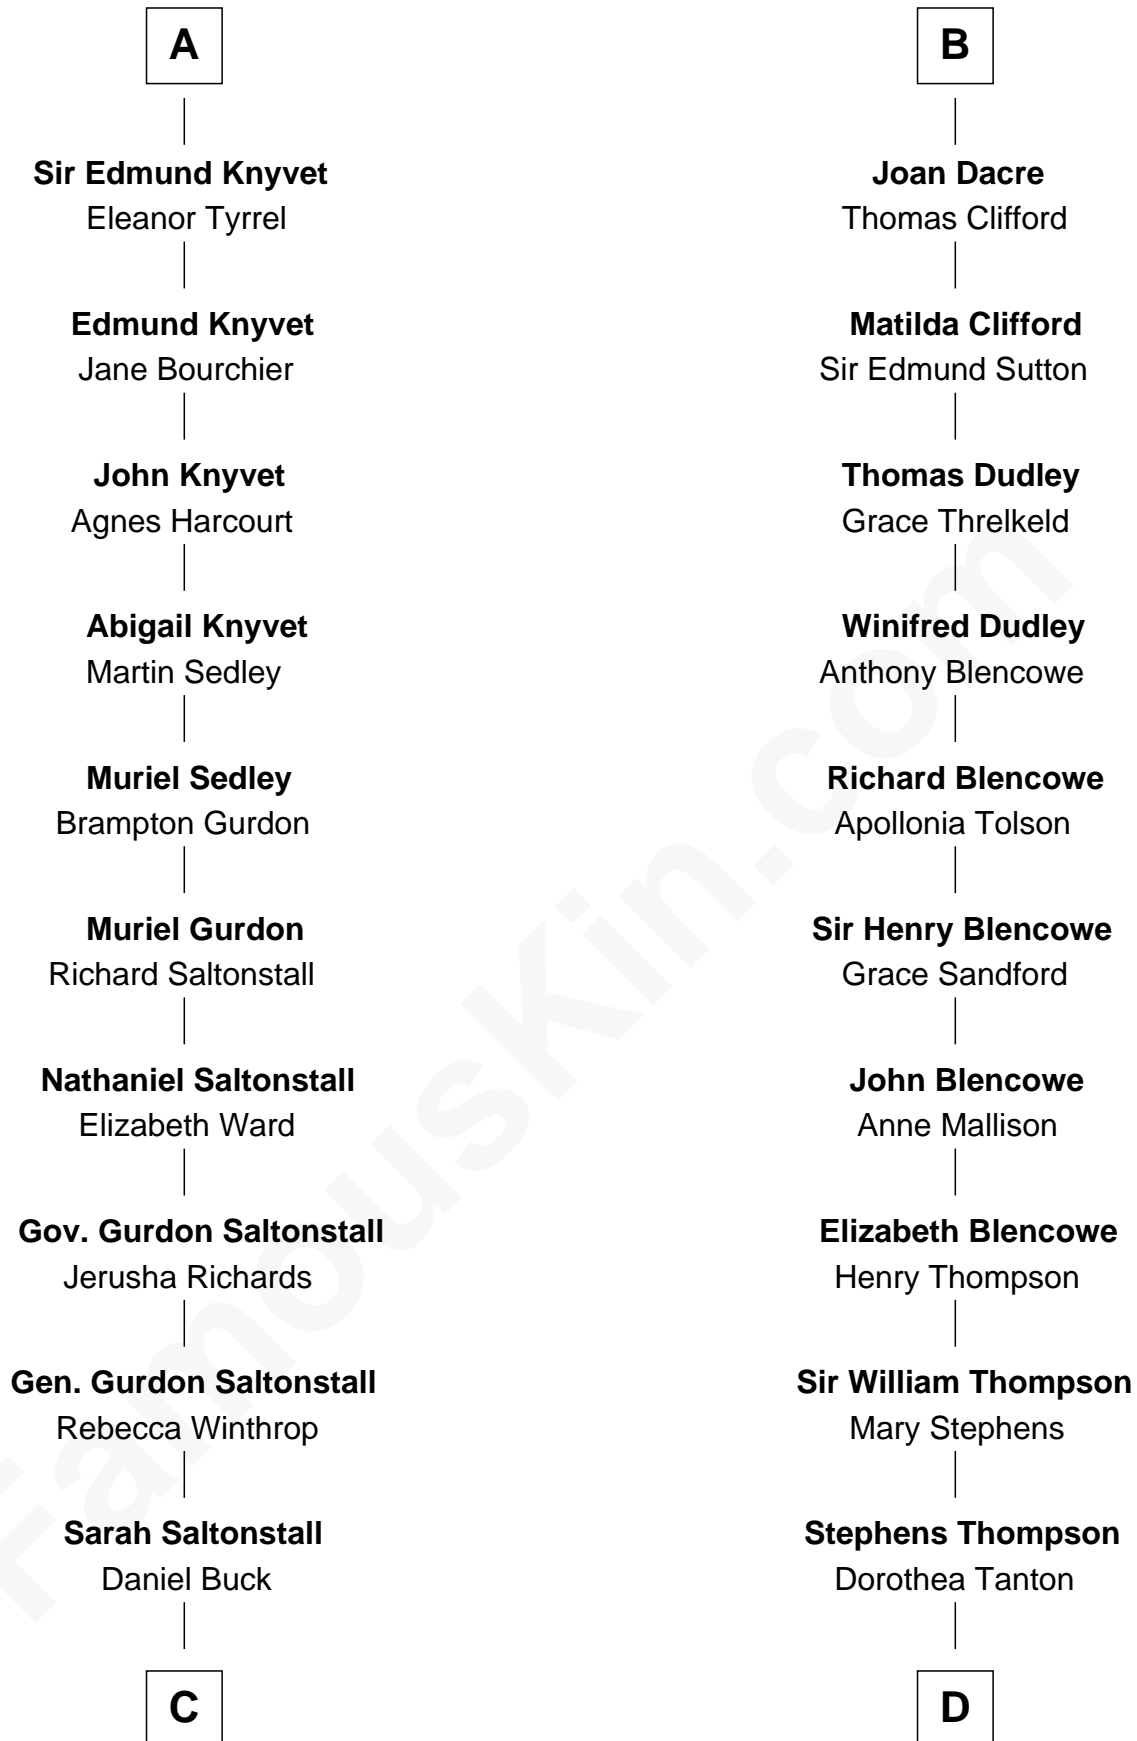 A
Sir Edmund Knyvet
Eleanor Tyrrel
Edmund Knyvet
Jane Bourchier
John Knyvet
Agnes Harcourt
Abigail Knyvet
Martin Sedley
Muriel Sedley
Brampton Gurdon
Muriel Gurdon
Richard Saltonstall
Nathaniel Saltonstall
Elizabeth Ward
Gov. Gurdon Saltonstall
Jerusha Richards
Gen. Gurdon Saltonstall
Rebecca Winthrop
Sarah Saltonstall
Daniel Buck
C
B
Joan Dacre
Thomas Clifford
Matilda Clifford
Sir Edmund Sutton
Thomas Dudley
Grace Threlkeld
Winifred Dudley
Anthony Blencowe
Richard Blencowe
Apollonia Tolson
Sir Henry Blencowe
Grace Sandford
John Blencowe
Anne Mallison
Elizabeth Blencowe
Henry Thompson
Sir William Thompson
Mary Stephens
Stephens Thompson
Dorothea Tanton
D
FamousKin.com